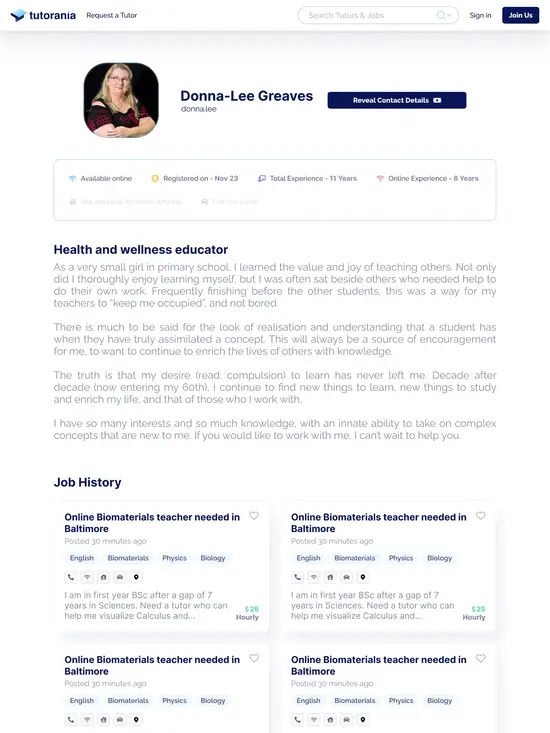 tutorania
Request a Tutor
Search Tutors & Jobs
Sign in
Join Us
Donna-Lee Greaves
donna.lee
Reveal Contact Details
Available online
Registered on - Nov 23
Total Experience - 11 Years
Online Experience - 8 Years
Not available for home tutoring
Can not travel
Health and wellness educator
As a very small girl in primary school, I learned the value and joy of teaching others. Not only
did I thoroughly enjoy learning myself, but I was often sat beside others who needed help to
do their own work. Frequently finishing before the other students, this was a way for my
teachers to "keep me occupied", and not bored.
There is much to be said for the look of realisation and understanding that a student has
when they have truly assimilated a concept. This will always be a source of encouragement
for me, to want to continue to enrich the lives of others with knowledge.
The truth is that my desire (read: compulsion) to learn has never left me. Decade after
decade (now entering my 60th), I continue to find new things to learn, new things to study
and enrich my life, and that of those who I work with.
I have so many interests and so much knowledge, with an innate ability to take on complex
concepts that are new to me. If you would like to work with me, I can't wait to help you.
Job History
Online Biomaterials teacher needed in
Baltimore
Posted 30 minutes ago
English Biomaterials Physics Biology
I am in first year BSc after a gap of 7
years in Sciences. Need a tutor who can
help me visualize Calculus and...
$25
Hourly
Online Biomaterials teacher needed in
Baltimore
Posted 30 minutes ago
English Biomaterials Physics Biology
I am in first year BSc after a gap of 7
years in Sciences. Need a tutor who can
help me visualize Calculus and...
$25
Hourly
Online Biomaterials teacher needed in
Baltimore
Posted 30 minutes ago
English Biomaterials Physics Biology
Online Biomaterials teacher needed in
Baltimore
Posted 30 minutes ago
English Biomaterials Physics Biology